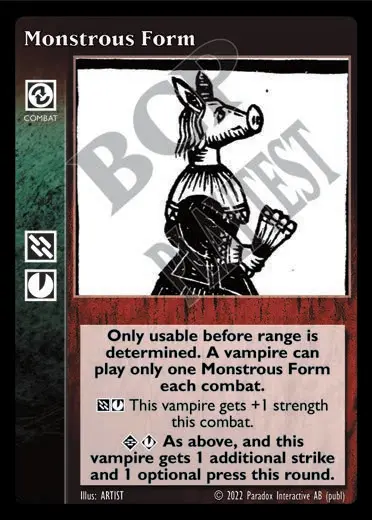 Monstrous Form
COMBAT
BCP
PLAYTEST
Only usable before range is
determined. A vampire can
play only one Monstrous Form
each combat.
This vampire gets +1 strength
this combat.
As above, and this
vampire gets 1 additional strike
and 1 optional press this round.
Illus: ARTIST
© 2022 Paradox Interactive AB (publ)